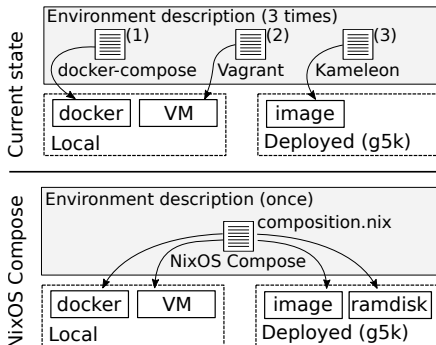 Current state
Environment description (3 times)
(1) (2) (3)
docker-compose Vagrant Kameleon
docker VM image
Local Deployed (g5k)
NixOS Compose
Environment description (once)
composition.nix
NixOS Compose
docker VM image ramdisk
Local Deployed (g5k)